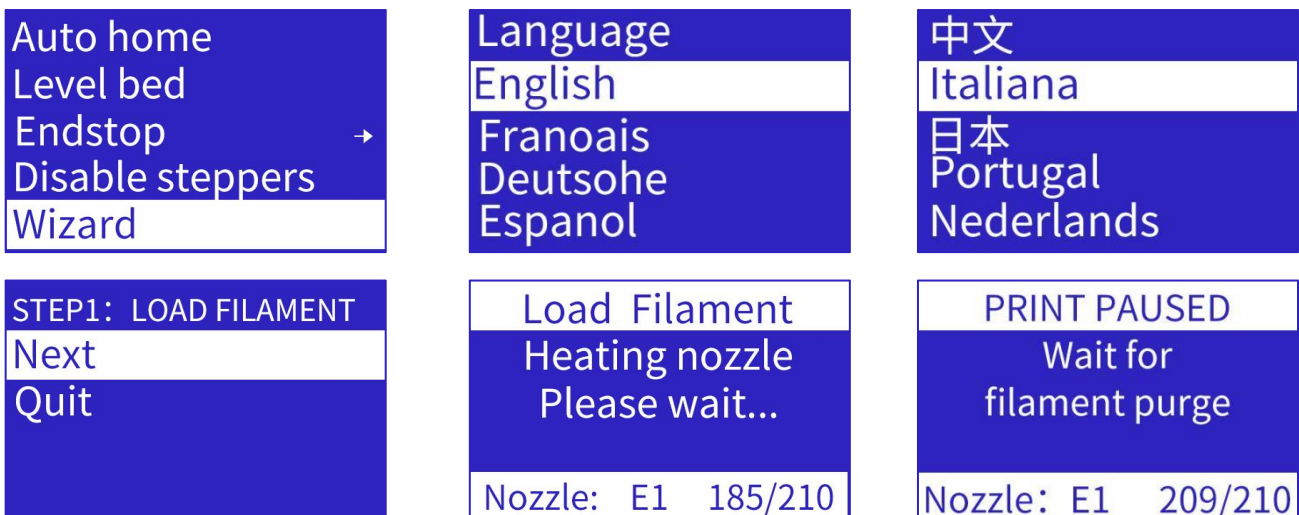 Auto home
Level bed
Endstop →
Disable steppers
Wizard
Language
English
Franoais
Deutsohe
Espanol
中文
Italiana
日本
Portugal
Nederlands
STEP1: LOAD FILAMENT
Next
Quit
Load Filament
Heating nozzle
Please wait...
Nozzle: E1 185/210
PRINT PAUSED
Wait for
filament purge
Nozzle: E1 209/210